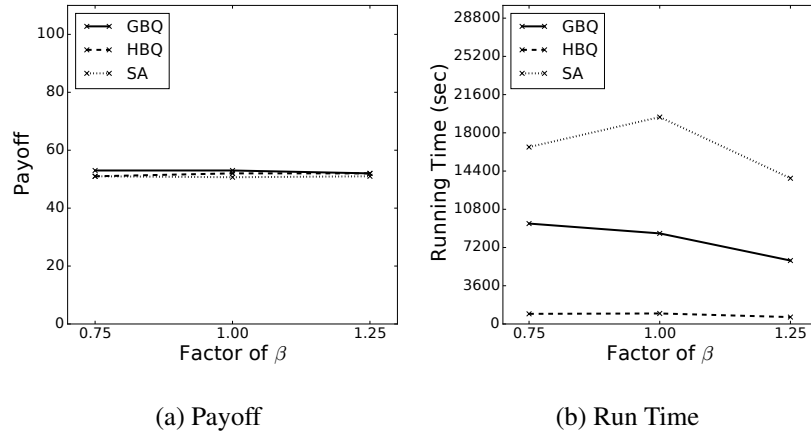 GBQ
HBQ
SA
100
80
60
40
20
0
Payoff
0.75
1.00
1.25
Factor of β
GBQ
HBQ
SA
28800
25200
21600
18000
14400
10800
7200
3600
0
Running Time (sec)
0.75
1.00
1.25
Factor of β
(a) Payoff
(b) Run Time